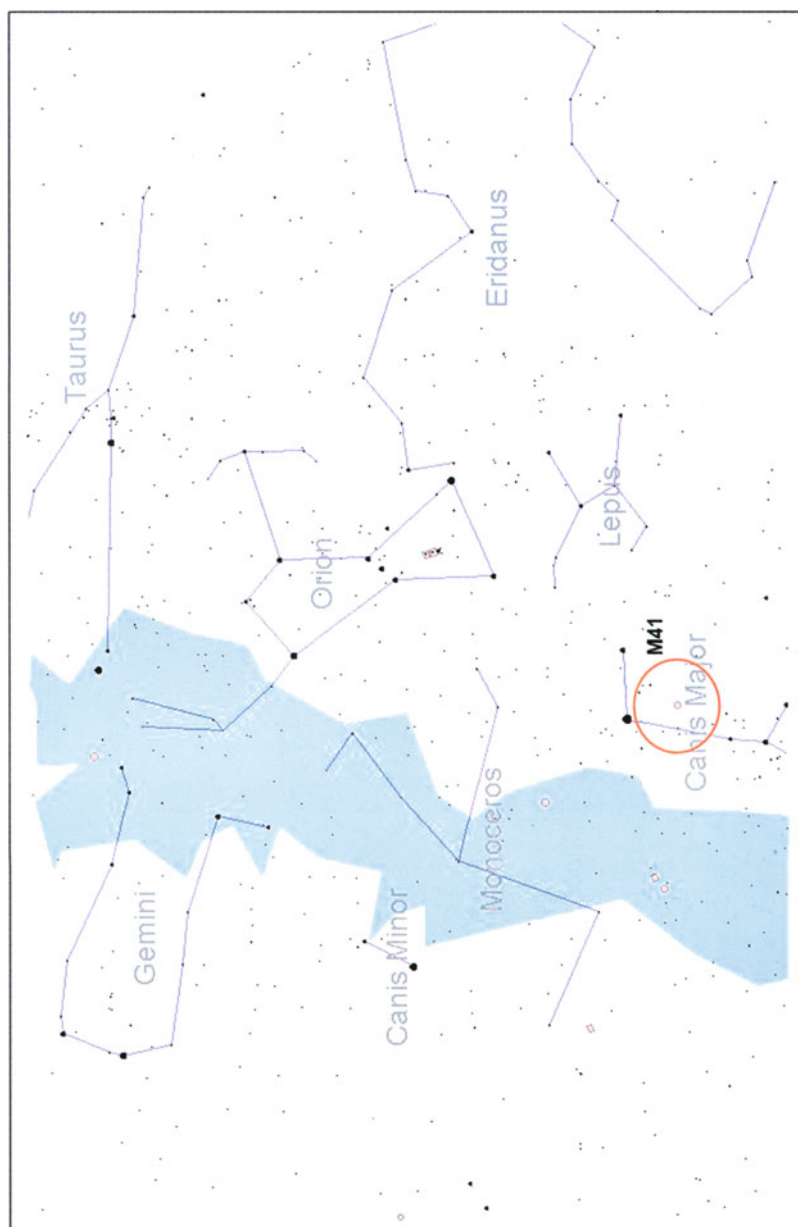 Taurus
Eridanus
Orion
Lepus
M41
Canis Major
Monoceros
Gemini
Canis Minor